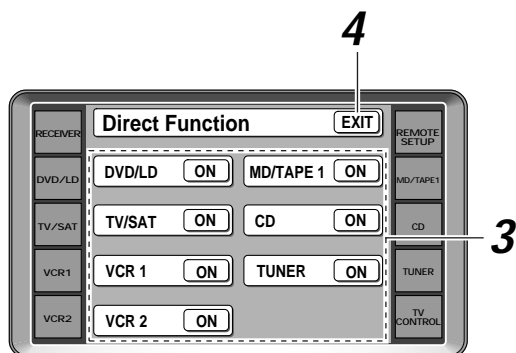 4
Direct Function EXIT
RECEIVER
REMOTE SETUP
DVD/LD
DVD/LD ON
MD/TAPE 1 ON
MD/TAPE1
TV/SAT
TV/SAT ON
CD ON
CD
3
VCR1
VCR 1 ON
TUNER ON
TUNER
VCR2
VCR 2 ON
TV CONTROL